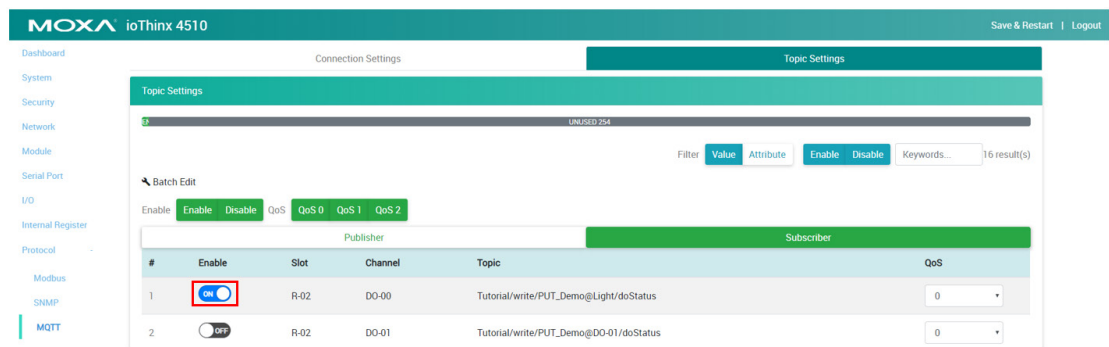 MOXA ioThinx 4510
Save & Restart | Logout
Dashboard
System
Security
Network
Module
Serial Port
I/O
Internal Register
Protocol -
Modbus
SNMP
MQTT
Connection Settings
Topic Settings
Topic Settings
UNUSED 254
Filter Value Attribute Enable Disable Keywords... 16 result(s)
Batch Edit
Enable Enable Disable QoS QoS 0 QoS 1 QoS 2
Publisher
Subscriber
# Enable Slot Channel Topic QoS
1 ON R-02 DO-00 Tutorial/write/PUT_Demo@Light/doStatus 0
2 OFF R-02 DO-01 Tutorial/write/PUT_Demo@DO-01/doStatus 0